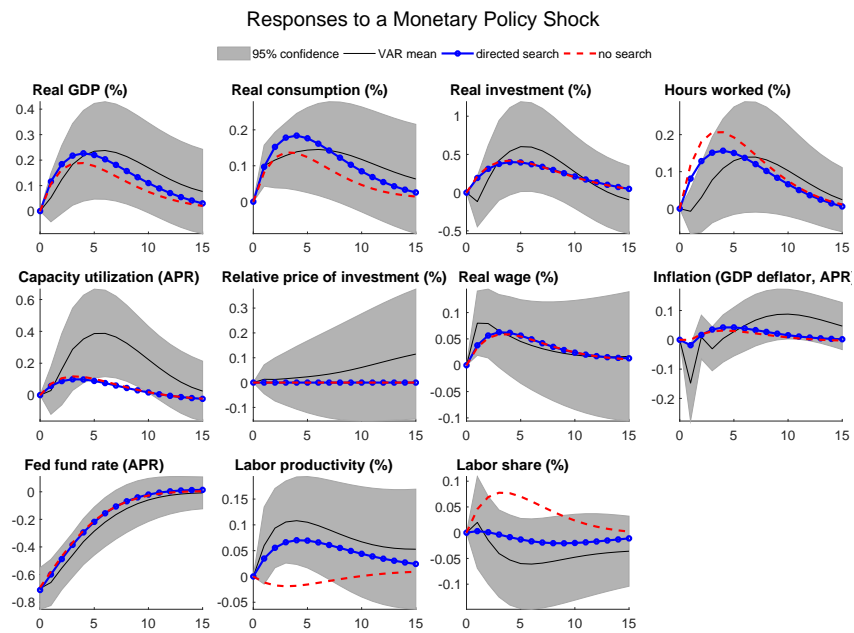 Responses to a Monetary Policy Shock
95% confidence VAR mean directed search no search
Real GDP (%) Real consumption (%) Real investment (%) Hours worked (%)
0.4 0.3 0.2 0.1 0
0 5 10 15
0.2 0.1 0
0 5 10 15
1 0.5 0 -0.5
0 5 10 15
0.2 0.1 0
0 5 10 15
Capacity utilization (APR) Relative price of investment (%) Real wage (%) Inflation (GDP deflator, APR)
0.6 0.4 0.2 0
0 5 10 15
0.3 0.2 0.1 0 -0.1
0 5 10 15
0.1 0.05 0 -0.05 -0.1
0 5 10 15
0.1 0 -0.1 -0.2
0 5 10 15
Fed fund rate (APR) Labor productivity (%) Labor share (%)
0 -0.2 -0.4 -0.6 -0.8
0 5 10 15
0.15 0.1 0.05 0 -0.05
0 5 10 15
0.1 0.05 0 -0.05 -0.1
0 5 10 15